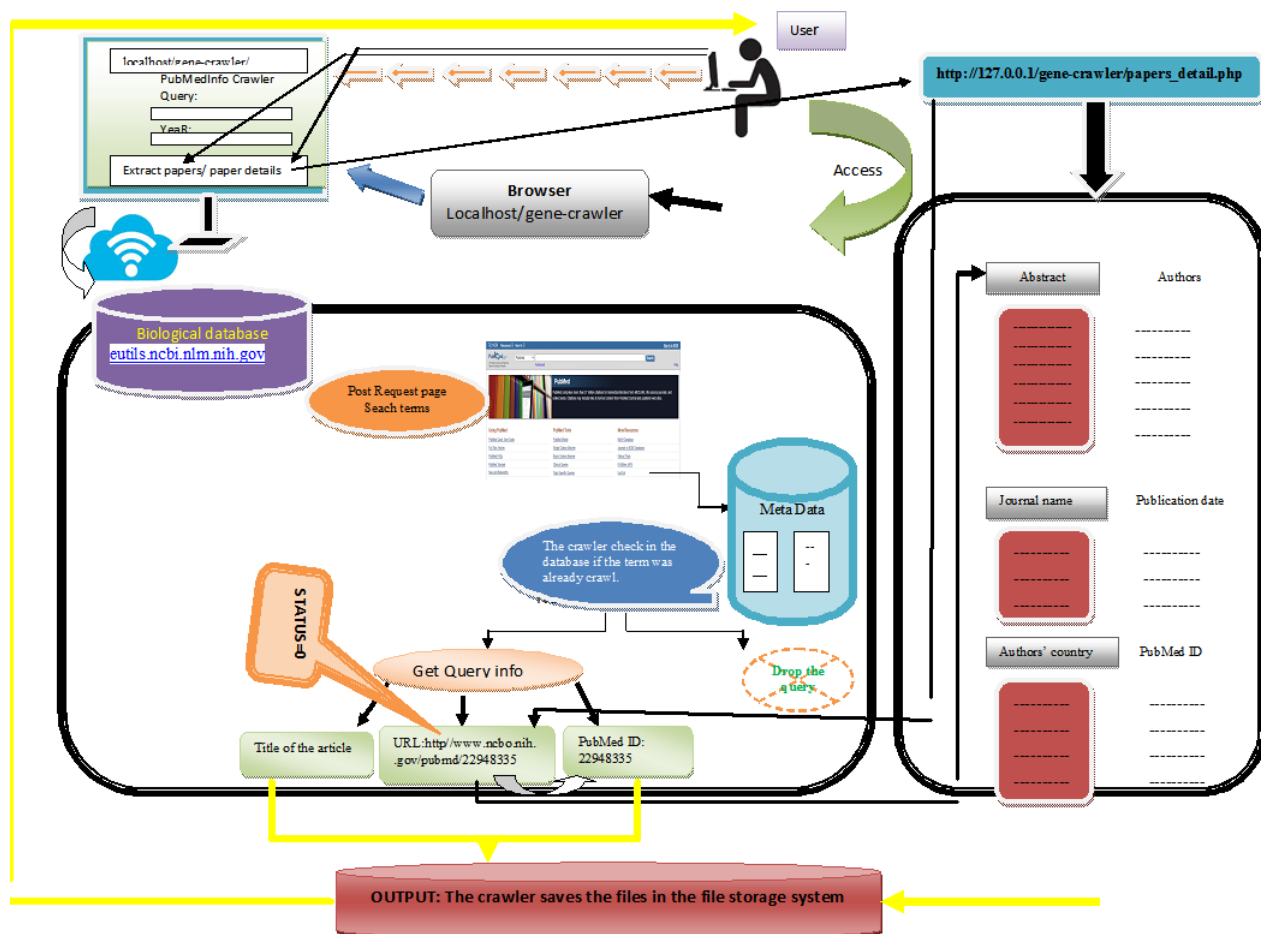 User
localhost/gene-crawler/
PubMedInfo Crawler
Query:
YeaR:
Extract papers/ paper details
http://127.0.0.1/gene-crawler/papers_detail.php
Access
Browser
Localhost/gene-crawler
Biological database
eutils.ncbi.nlm.nih.gov
Post Request page
Seach terms
PubMed
Meta Data
The crawler check in the
database if the term was
already crawl.
STATUS=0
Get Query info
Drop the
query
Title of the article
URL:http//www.ncbo.nih.
.gov/pubmd/22948335
PubMed ID:
22948335
Abstract
Authors
Journal name
Publication date
Authors' country
PubMed ID
OUTPUT: The crawler saves the files in the file storage system